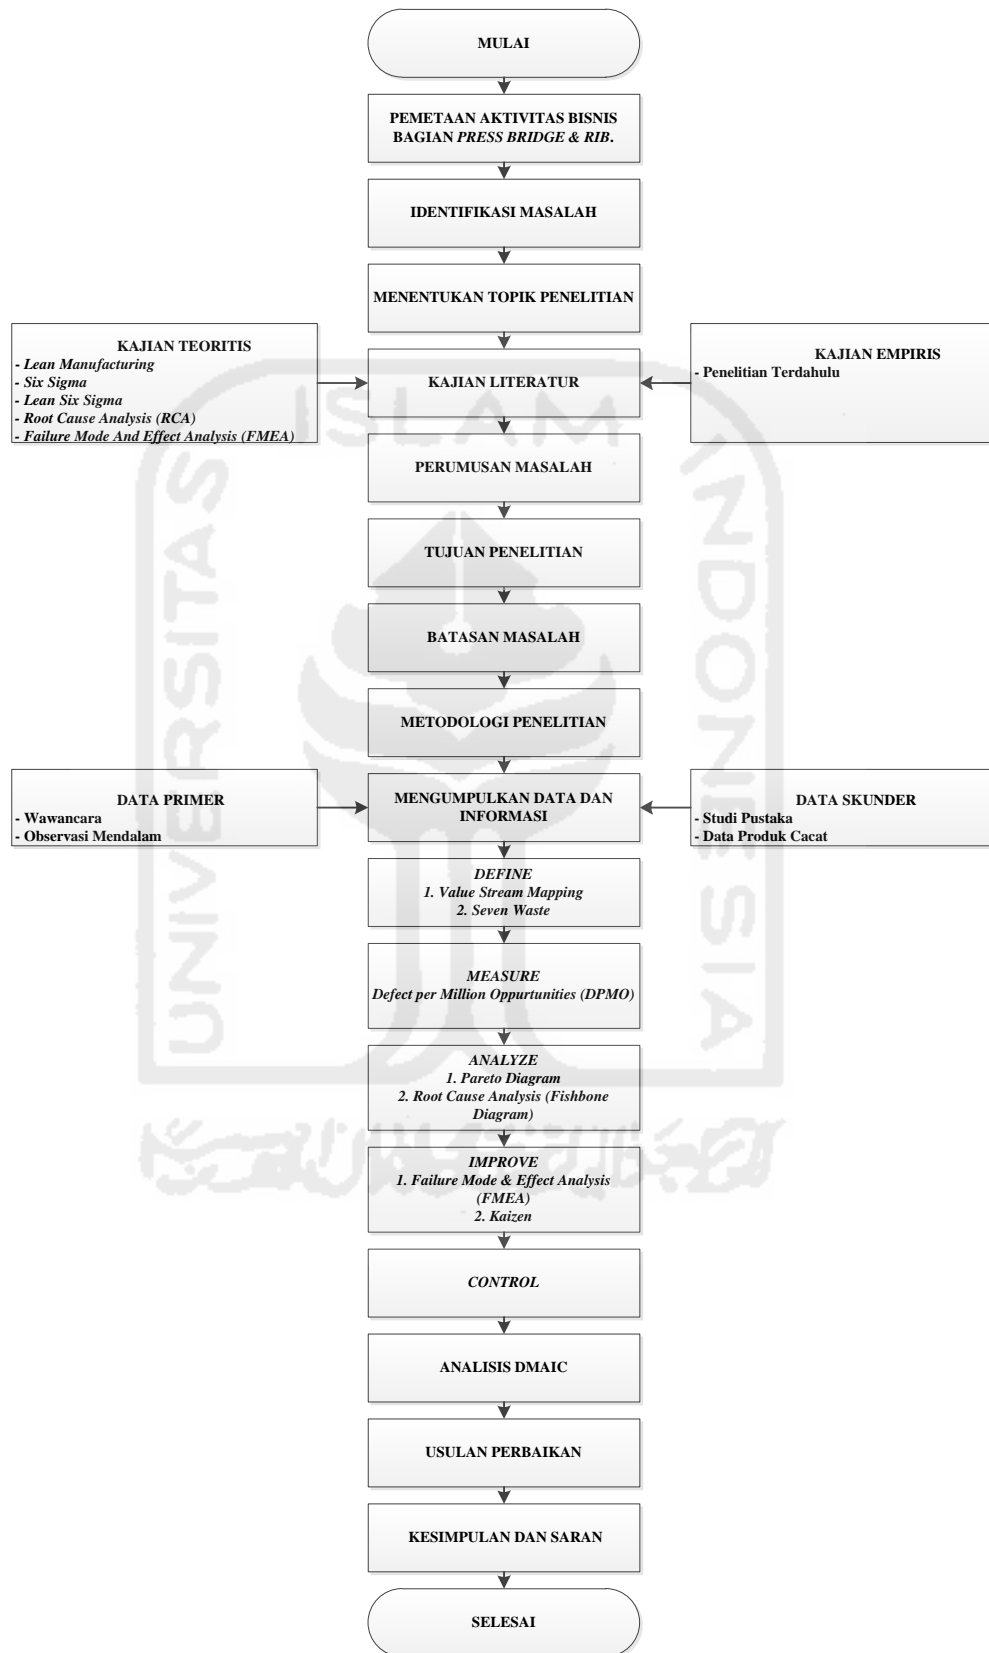 MULAI
PEMETAAN AKTIVITAS BISNIS
BAGIAN PRESS BRIDGE & RIB.
IDENTIFIKASI MASALAH
MENENTUKAN TOPIK PENELITIAN
KAJIAN TEORITIS
- Lean Manufacturing
- Six Sigma
- Lean Six Sigma
- Root Cause Analysis (RCA)
- Failure Mode And Effect Analysis (FMEA)
KAJIAN LITERATUR
KAJIAN EMPIRIS
- Penelitian Terdahulu
PERUMUSAN MASALAH
TUJUAN PENELITIAN
BATASAN MASALAH
METODOLOGI PENELITIAN
DATA PRIMER
- Wawancara
- Observasi Mendalam
MENGUMPULKAN DATA DAN
INFORMASI
DATA SKUNDER
- Studi Pustaka
- Data Produk Cacat
DEFINE
1. Value Stream Mapping
2. Seven Waste
MEASURE
Defect per Million Oppurtunities (DPMO)
ANALYZE
1. Pareto Diagram
2. Root Cause Analysis (Fishbone
Diagram)
IMPROVE
1. Failure Mode & Effect Analysis
(FMEA)
2. Kaizen
CONTROL
ANALISIS DMAIC
USULAN PERBAIKAN
KESIMPULAN DAN SARAN
SELESAI
UNIVERSITAS
ISLAM
INDONESIA